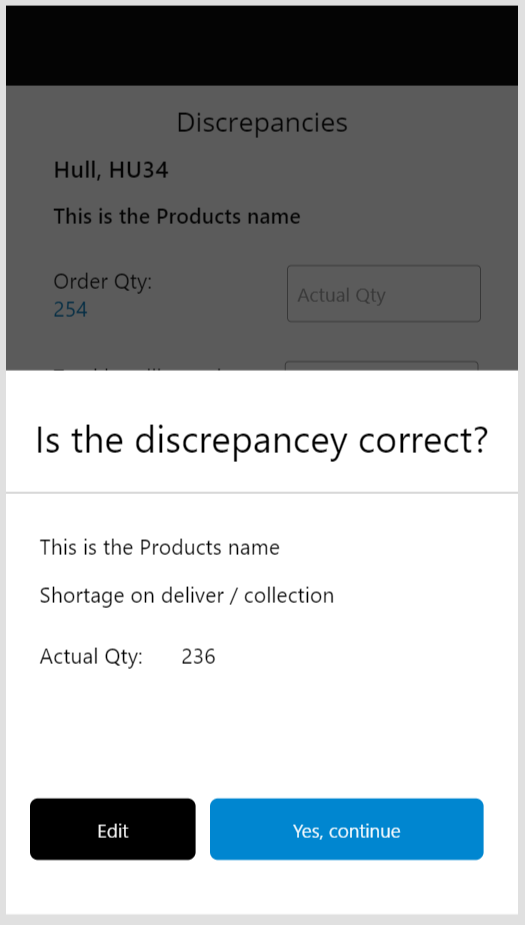 Discrepancies
Hull, HU34
This is the Products name
Order Qty:
254
Actual Qty
Is the discrepancey correct?
This is the Products name
Shortage on deliver / collection
Actual Qty: 236
Edit
Yes, continue